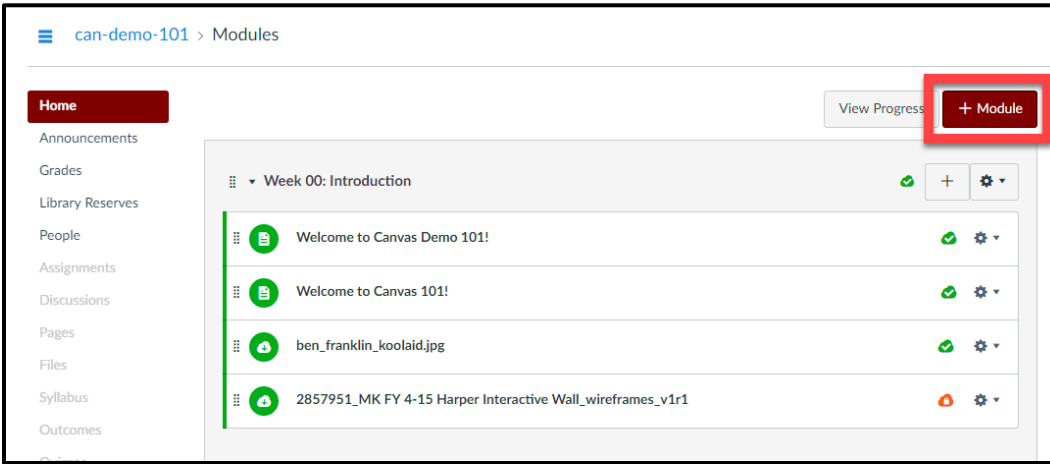 can-demo-101 > Modules
Home
Announcements
Grades
Library Reserves
People
Assignments
Discussions
Pages
Files
Syllabus
Outcomes
View Progress
+ Module
Week 00: Introduction
Welcome to Canvas Demo 101!
Welcome to Canvas 101!
ben_franklin_koolaid.jpg
2857951_MK FY 4-15 Harper Interactive Wall_wireframes_v1r1